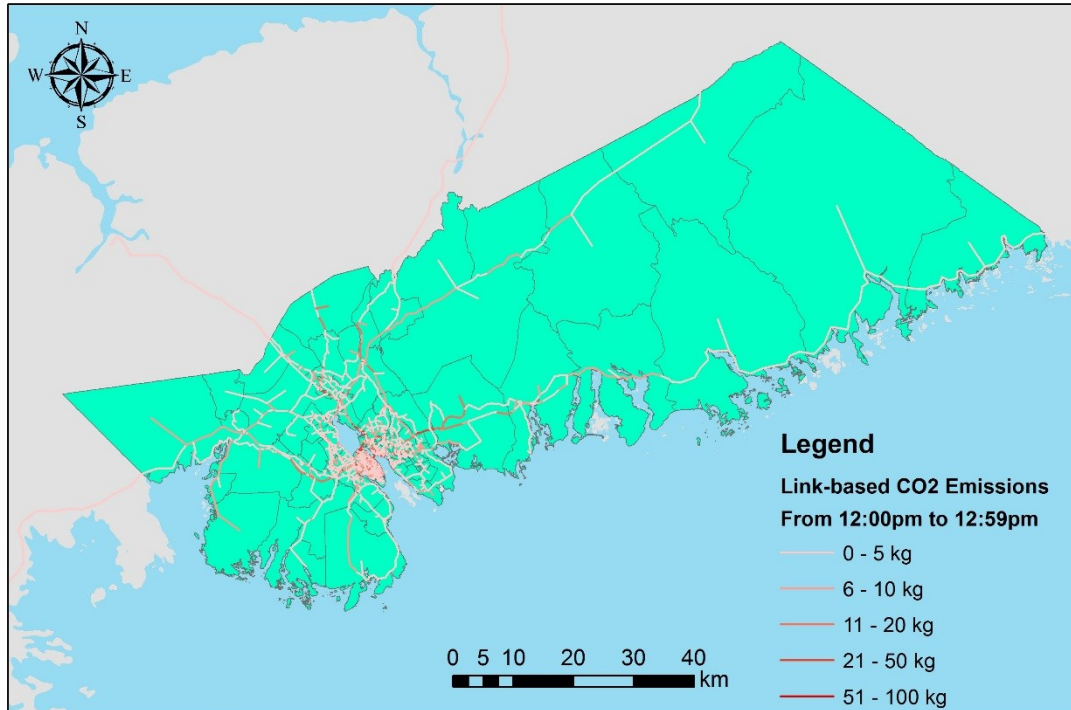 N
W E
S
Legend
Link-based CO2 Emissions
From 12:00pm to 12:59pm
0 - 5 kg
6 - 10 kg
11 - 20 kg
21 - 50 kg
51 - 100 kg
0 5 10 20 30 40
km